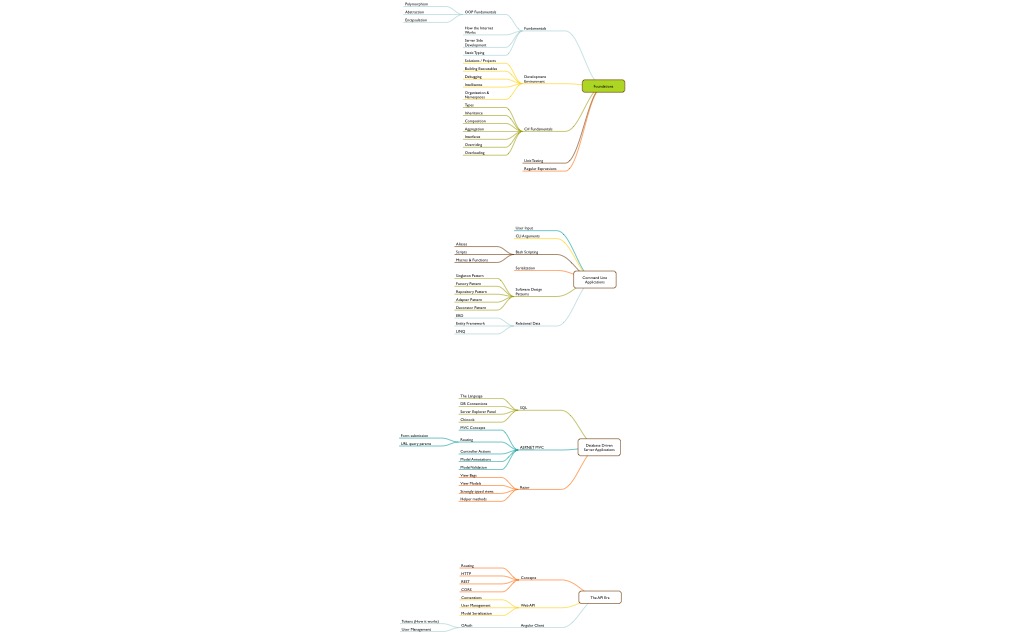 Polymorphism
Abstraction
Encapsulation
OOP Fundamentals
How the Internet
Works
Server Side
Development
Static Typing
Fundamentals
Solutions / Projects
Building Executables
Debugging
Intellisense
Organization &
Namespaces
Development
Environment
Types
Inheritance
Composition
Aggregation
Interfaces
Overriding
Overloading
C# Fundamentals
Unit Testing
Regular Expressions
Foundations
User Input
CLI Arguments
Aliases
Scripts
Macros & Functions
Bash Scripting
Serialization
Singleton Pattern
Factory Pattern
Repository Pattern
Adapter Pattern
Decorator Pattern
Software Design
Patterns
ERD
Entity Framework
LINQ
Relational Data
Command Line
Applications
The Language
DB Connections
Server Explorer Panel
SQL
MVC Concepts
Form submission
URL query params
Routing
Controller Actions
Model Annotations
Model Validation
ASP.NET MVC
View Bags
View Models
Strongly typed views
Helper methods
Razor
Database Driven
Server Applications
Routing
HTTP
REST
CORS
Concepts
Connections
User Management
Model Serialization
Web API
Tokens (How it works)
User Management
OAuth
Angular Client
The API Era